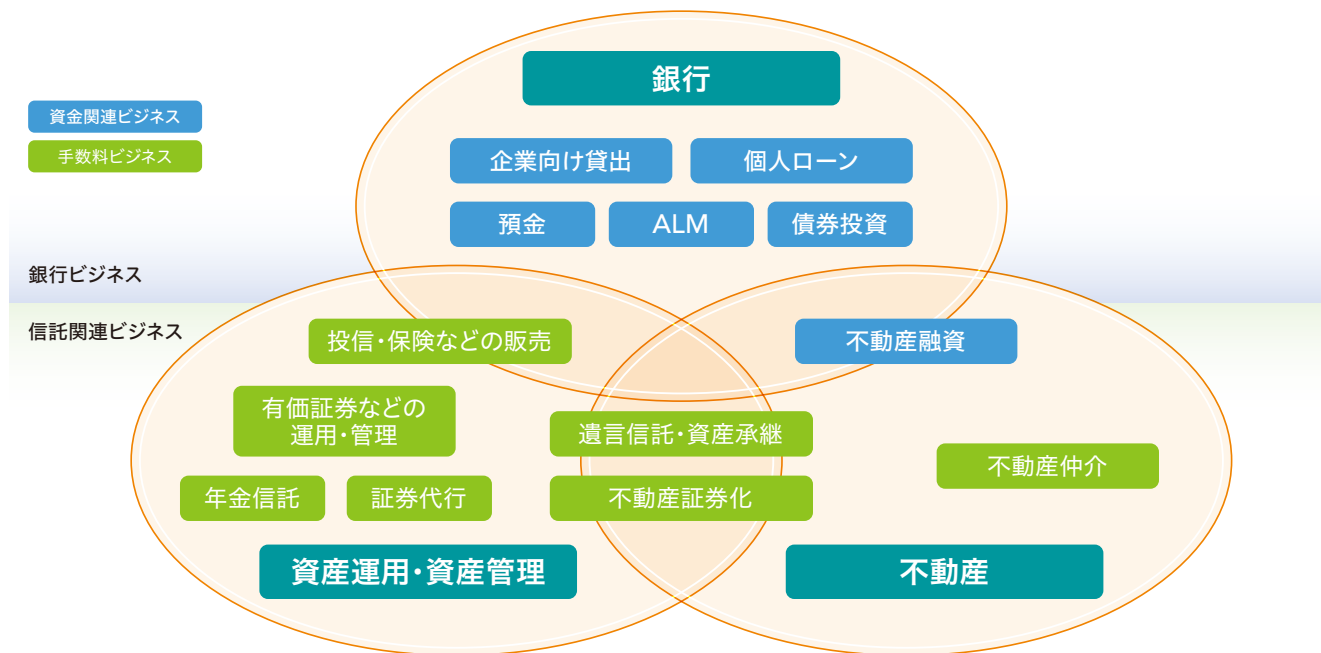 銀行
資金関連ビジネス
手数料ビジネス
企業向け貸出
個人ローン
預金
ALM
債券投資
銀行ビジネス
信託関連ビジネス
投信・保険などの販売
不動産融資
有価証券などの
運用・管理
遺言信託・資産承継
不動産仲介
年金信託
証券代行
不動産証券化
資産運用・資産管理
不動産